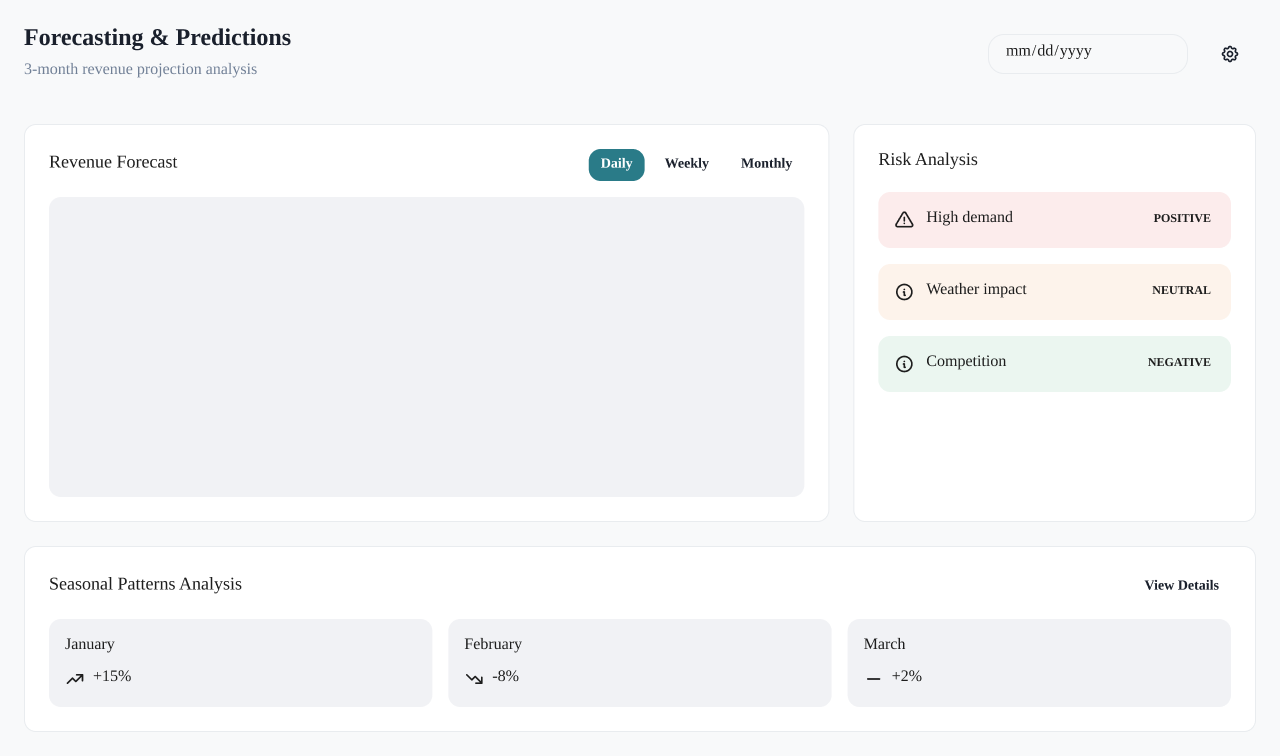 Forecasting & Predictions
3-month revenue projection analysis
mm/dd/yyyy
Revenue Forecast
Daily
Weekly
Monthly
Risk Analysis
High demand
POSITIVE
Weather impact
NEUTRAL
Competition
NEGATIVE
Seasonal Patterns Analysis
View Details
January
+15%
February
-8%
March
+2%